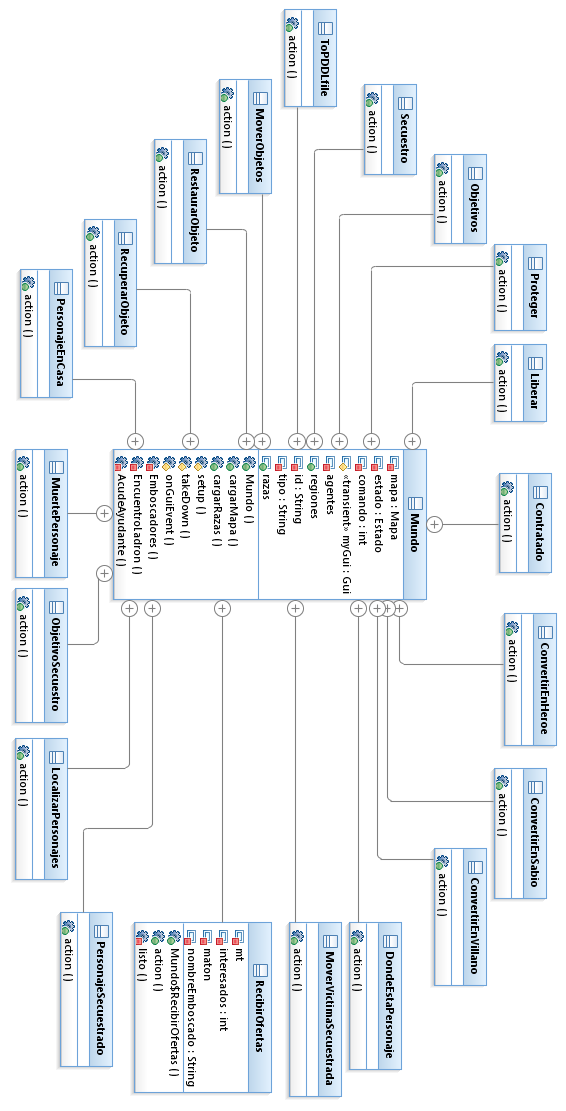 Proteger
action ( )
Liberar
action ( )
Contratado
action ( )
ConvertirEnHeroe
action ( )
ConvertirEnSabio
action ( )
Objetivos
action ( )
ConvertirEnVillano
action ( )
Secuestro
action ( )
ToPDDLfile
action ( )
MoverObjetos
action ( )
RestaurarObjeto
action ( )
RecuperarObjeto
action ( )
PersonajeEnCasa
action ( )
Mundo
mapa : Mapa
estado : Estado
comando : int
«transient» myGui : Gui
agentes
regiones
id : String
tipo : String
razas
Mundo ( )
cargarMapa ( )
cargarRazas ( )
setup ( )
takeDown ( )
onGuiEvent ( )
Emboscadores ( )
EncuentroLadron ( )
AcudeAyudante ( )
DondeEstaPersonaje
action ( )
MoverVictimaSecuestrada
action ( )
RecibirOfertas
mt
interesados : int
maton
nombreEmboscado : String
Mundo$RecibirOfertas ( )
action ( )
listo ( )
PersonajeSecuestrado
action ( )
MuertePersonaje
action ( )
ObjetivoSecuestro
action ( )
LocalizarPersonajes
action ( )